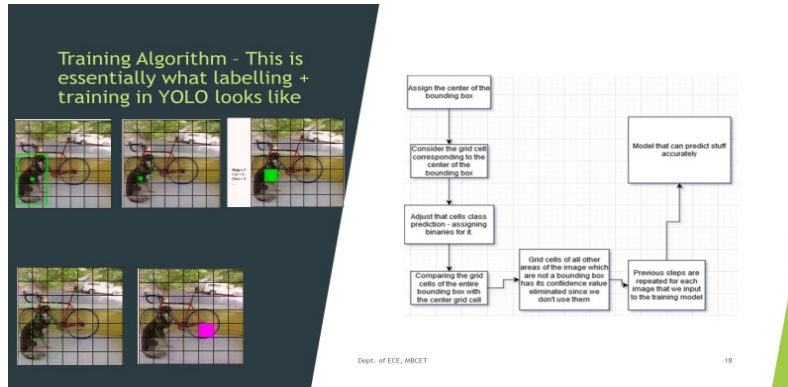 Training Algorithm – This is
essentially what labelling +
training in YOLO looks like
Assign the center of the
bounding box
Consider the grid cell
corresponding to the
center of the
bounding box
Adjust that cells class
prediction - assigning
binaries for it.
Comparing the grid
cells of the entire
bounding box with
the center grid cell
Grid cells of all other
areas of the image which
are not a bounding box
has its confiidence value
eliminated since we
don't use them
Previous steps are
repeated for each
image that we input
to the training model
Model that can predict stuff
accurately
Dept. of ECE, MBCET
18